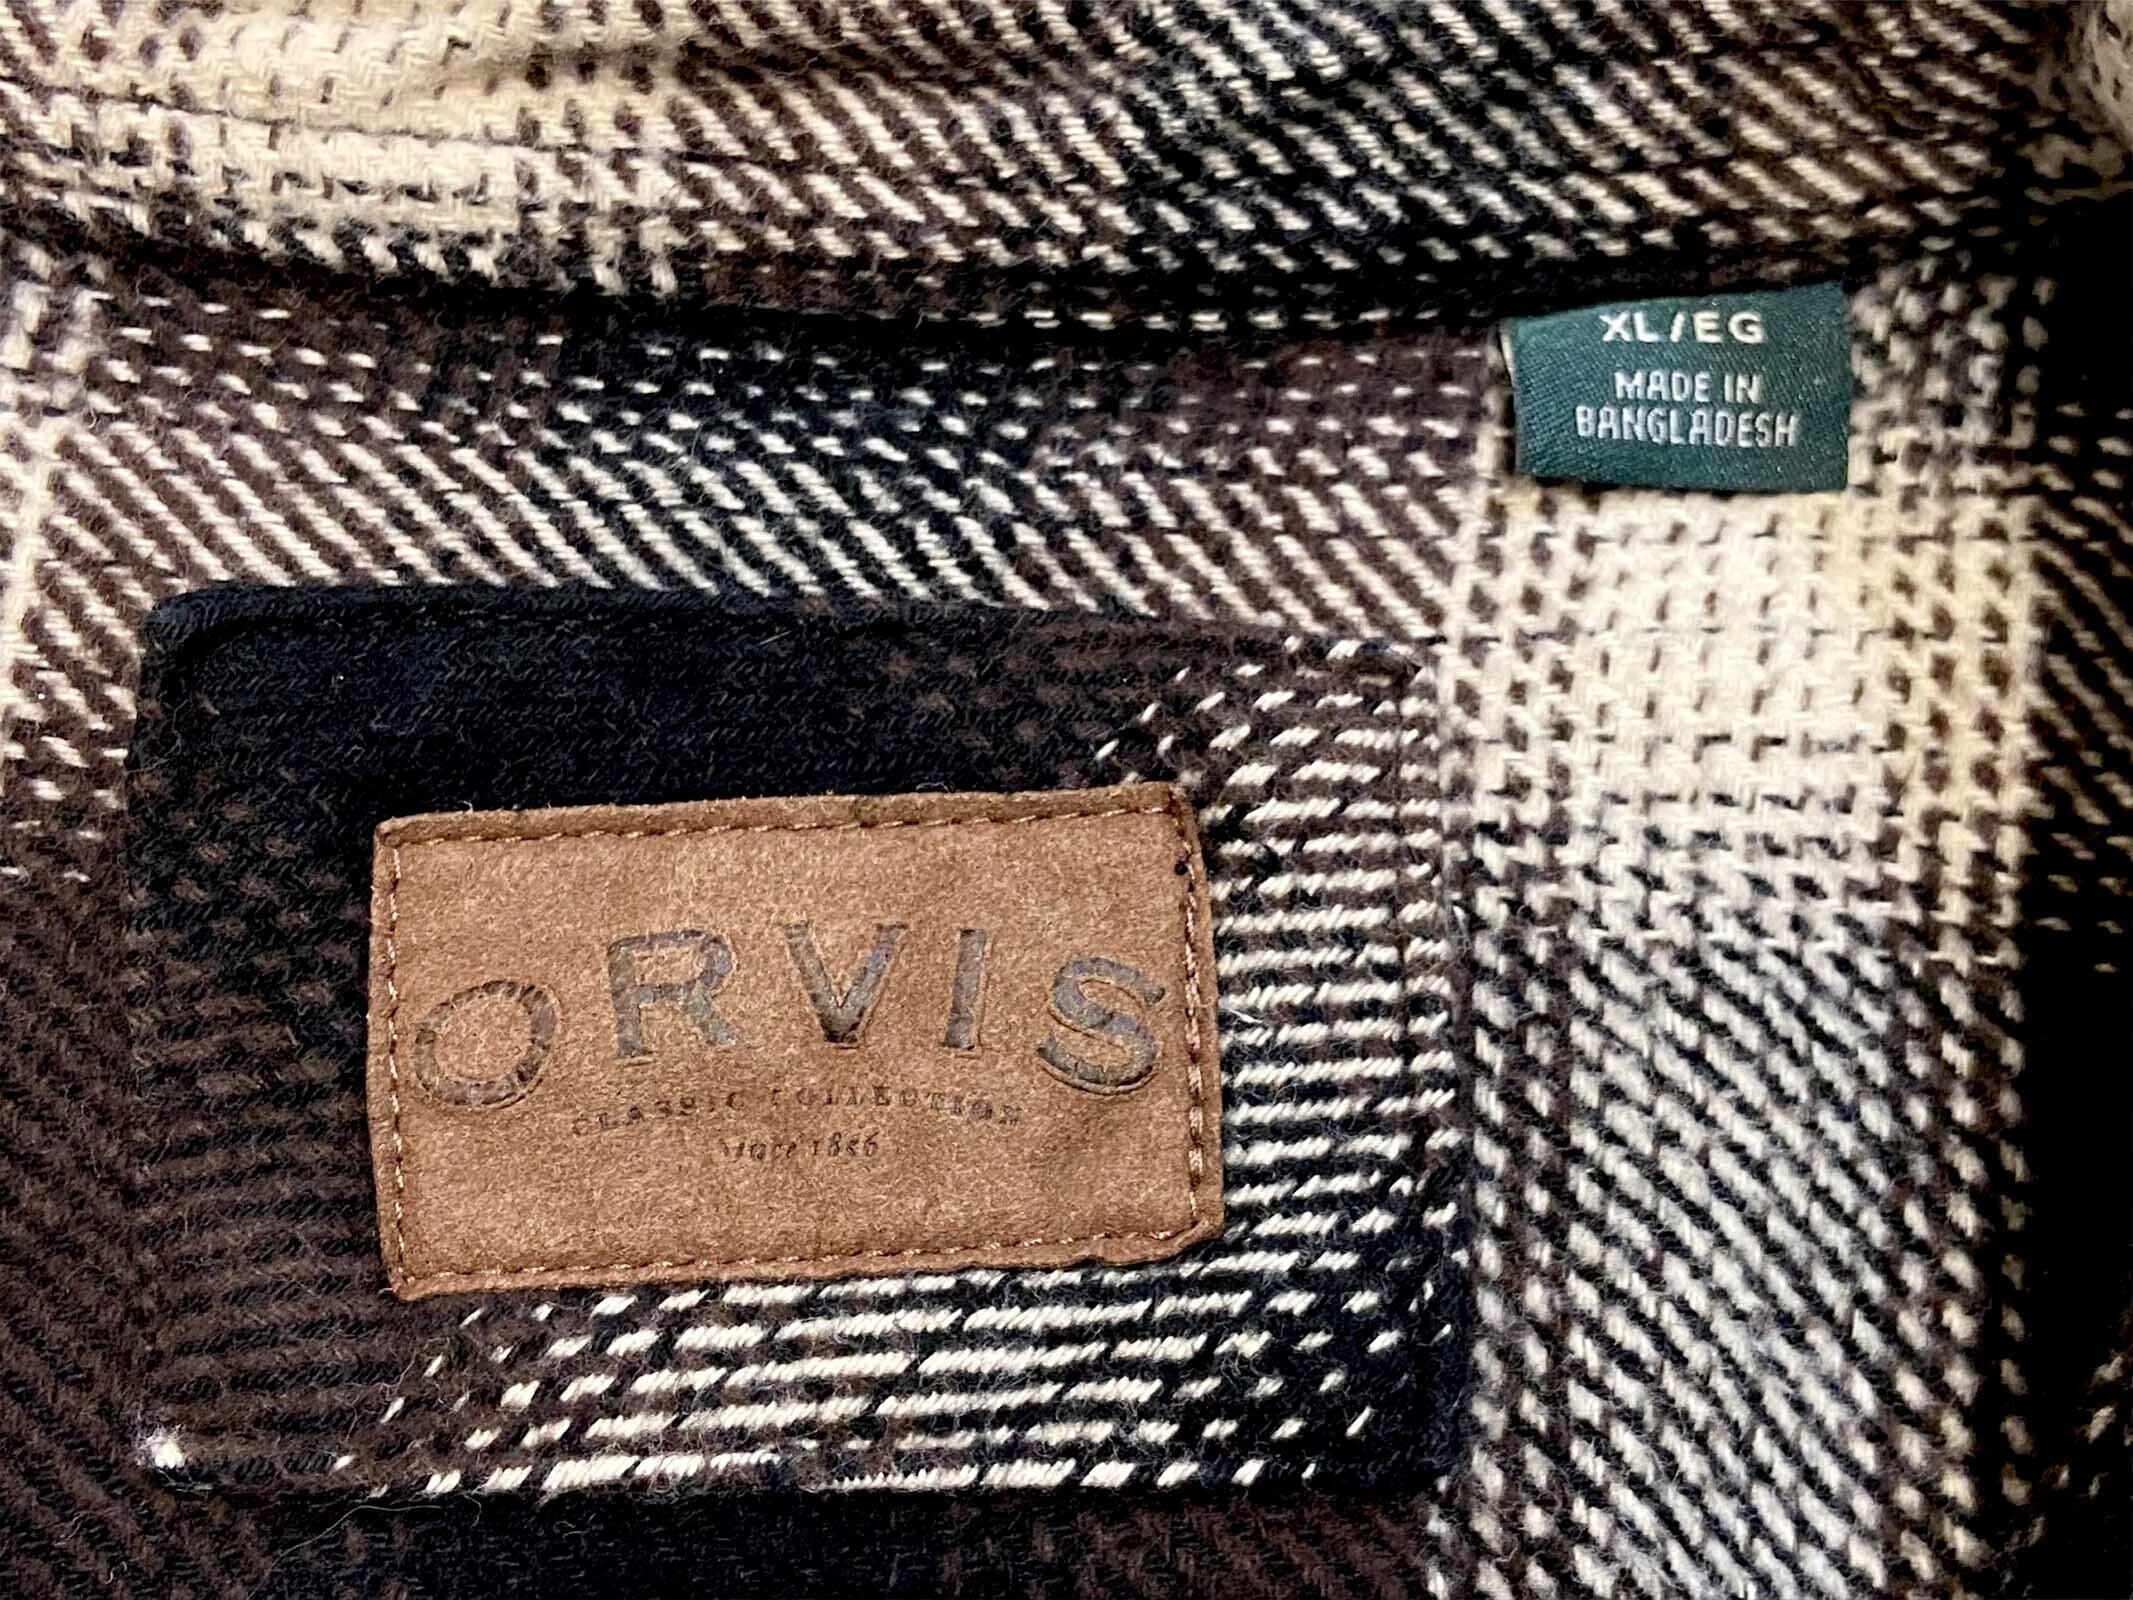 XL/EG
MADE IN
BANGLADESH
ORVIS
CLASSIC COLLECTION
Since 1856